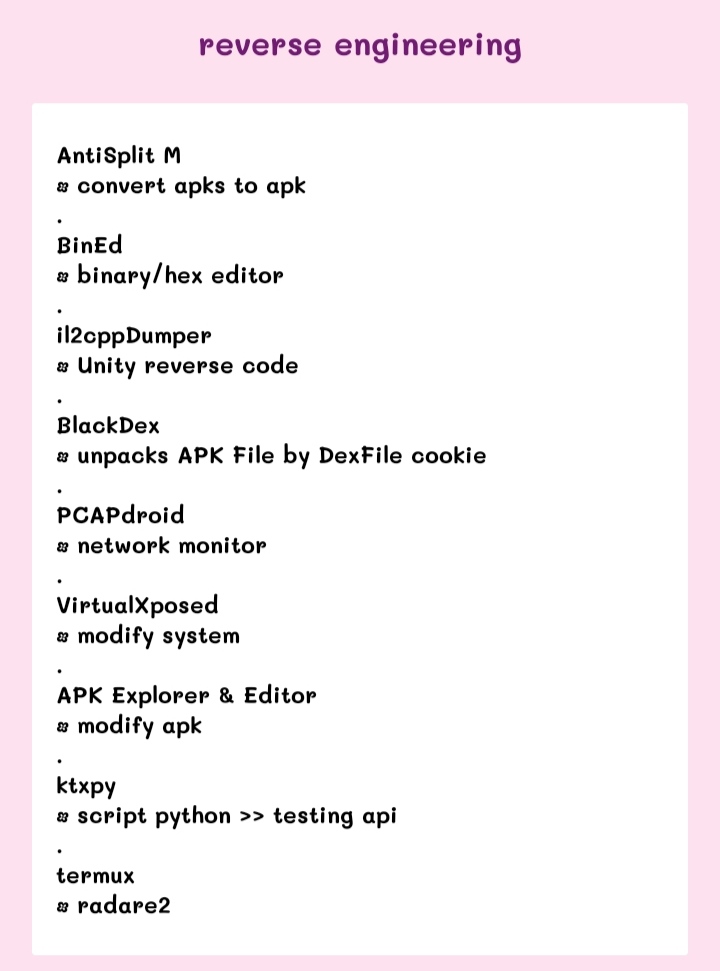 reverse engineering
AntiSplit M
⌘ convert apks to apk
.
BinEd
⌘ binary/hex editor
.
il2cppDumper
⌘ Unity reverse code
.
BlackDex
⌘ unpacks APK File by DexFile cookie
.
PCAPdroid
⌘ network monitor
.
VirtualXposed
⌘ modify system
.
APK Explorer & Editor
⌘ modify apk
.
ktxpy
⌘ script python >> testing api
.
termux
⌘ radare2